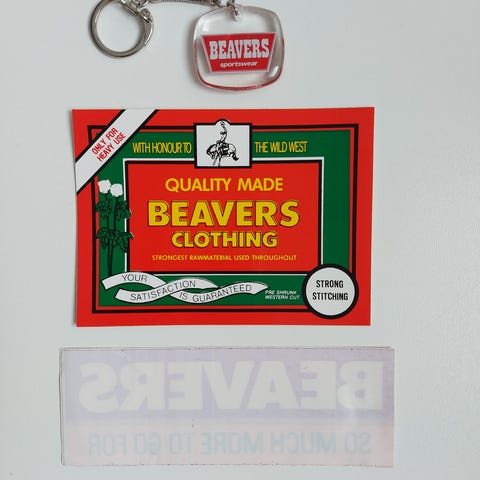 BEAVERS
sportswear
ONLY FOR
HEAVY USE
WITH HONOUR TO THE WILD WEST
QUALITY MADE
BEAVERS
CLOTHING
STRONGEST RAWMATERIAL USED THROUGHOUT
YOUR
SATISFACTION
IS GUARANTEED
PRE SHRUNK
WESTERN CUT
STRONG
STITCHING
BEAVERS
SO MUCH MORE TO GO FOR